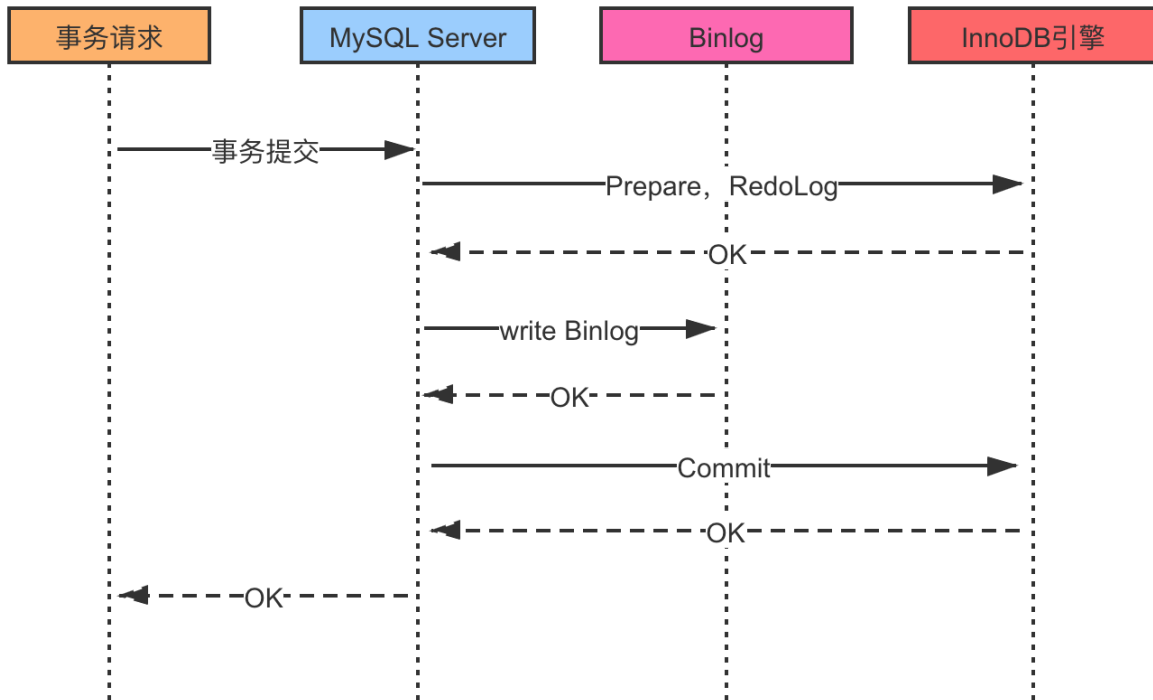 事务请求
MySQL Server
Binlog
InnoDB引擎
事务提交
Prepare，RedoLog
OK
write Binlog
OK
Commit
OK
OK